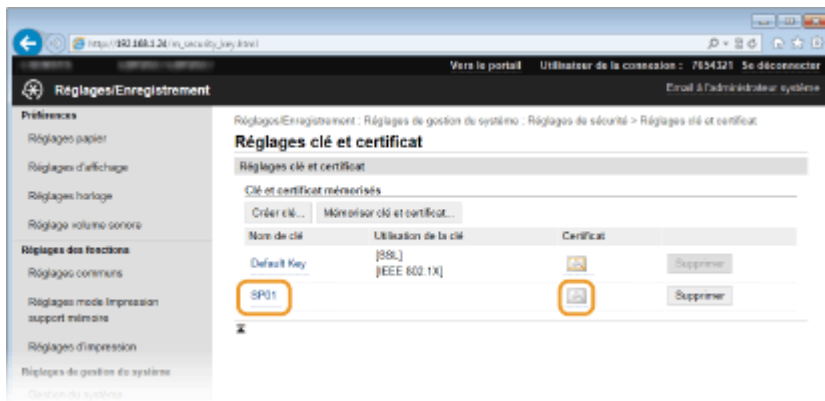 http://192.168.1.24/m_security_key.html
Vers le portail Utilisateur de la connexion : 7654321 Se déconnecter
Réglages/Enregistrement
Email à l'administrateur système
Préférences
Réglages papier
Réglages d'affichage
Réglages horloge
Réglage volume sonore
Réglages des fonctions
Réglages communs
Réglages mode Impression
support mémoire
Réglages d'impression
Réglages de gestion du système
Gestion du système
Réglages/Enregistrement : Réglages de gestion du système : Réglages de sécurité > Réglages clé et certificat
Réglages clé et certificat
Réglages clé et certificat
Clé et certificat mémorisés
Créer clé... Mémoriser clé et certificat...
Nom de clé Utilisation de la clé Certificat
Default Key [SSL] Supprimer
[IEEE 802.1X]
SP01 Supprimer